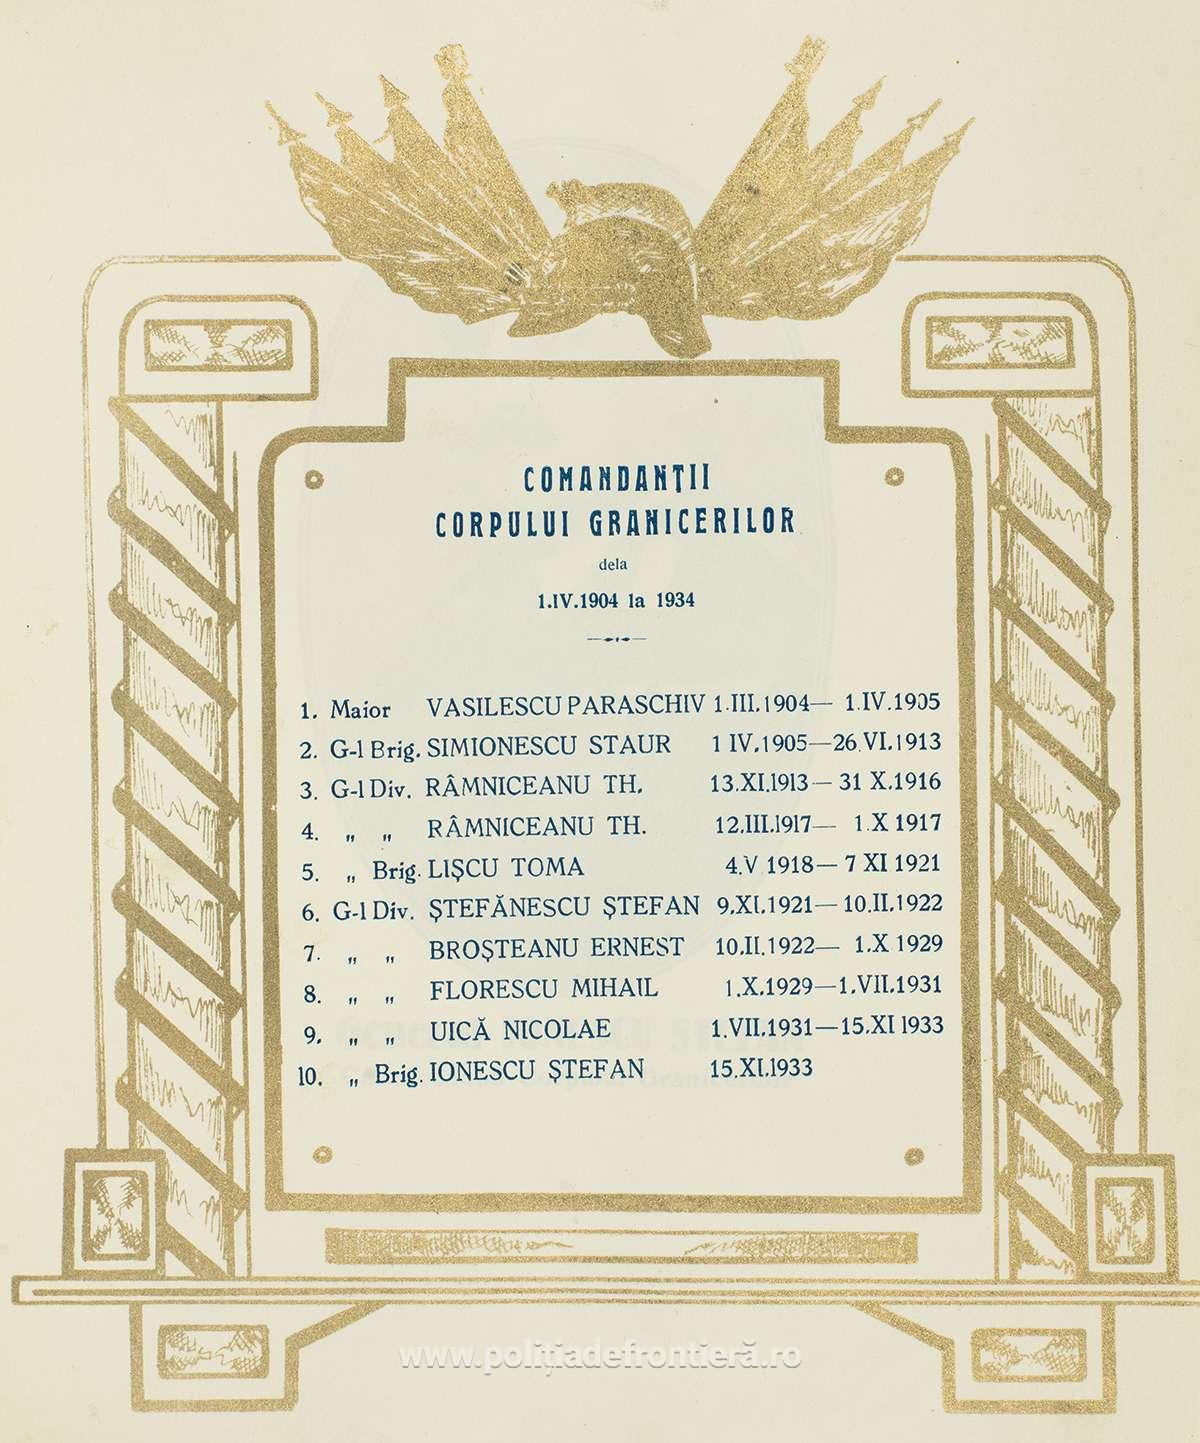 COMANDANȚII
CORPULUI GRANICERILOR
dela
1.IV.1904 la 1934
1. Maior VASILESCU PARASCHIV 1.III.1904— 1.IV.1905
2. G-l Brig. SIMIONESCU STAUR 1 IV.1905—26.VI.1913
3. G-l Div. RÂMNICEANU TH. 13.XI.1913— 31 X.1916
4. „ „ RÂMNICEANU TH. 12.III.1917— 1.X 1917
5. „ Brig. LIȘCU TOMA 4.V 1918— 7 XI 1921
6. G-l Div. ȘTEFĂNESCU ȘTEFAN 9.XI.1921— 10.II.1922
7. „ „ BROȘTEANU ERNEST 10.II.1922— 1.X 1929
8. „ „ FLORESCU MIHAIL 1.X.1929—1.VII.1931
9. „ „ UICĂ NICOLAE 1.VII.1931—15.XI 1933
10. „ Brig. IONESCU ȘTEFAN 15.XI.1933
www.polițiadefrontieră.ro